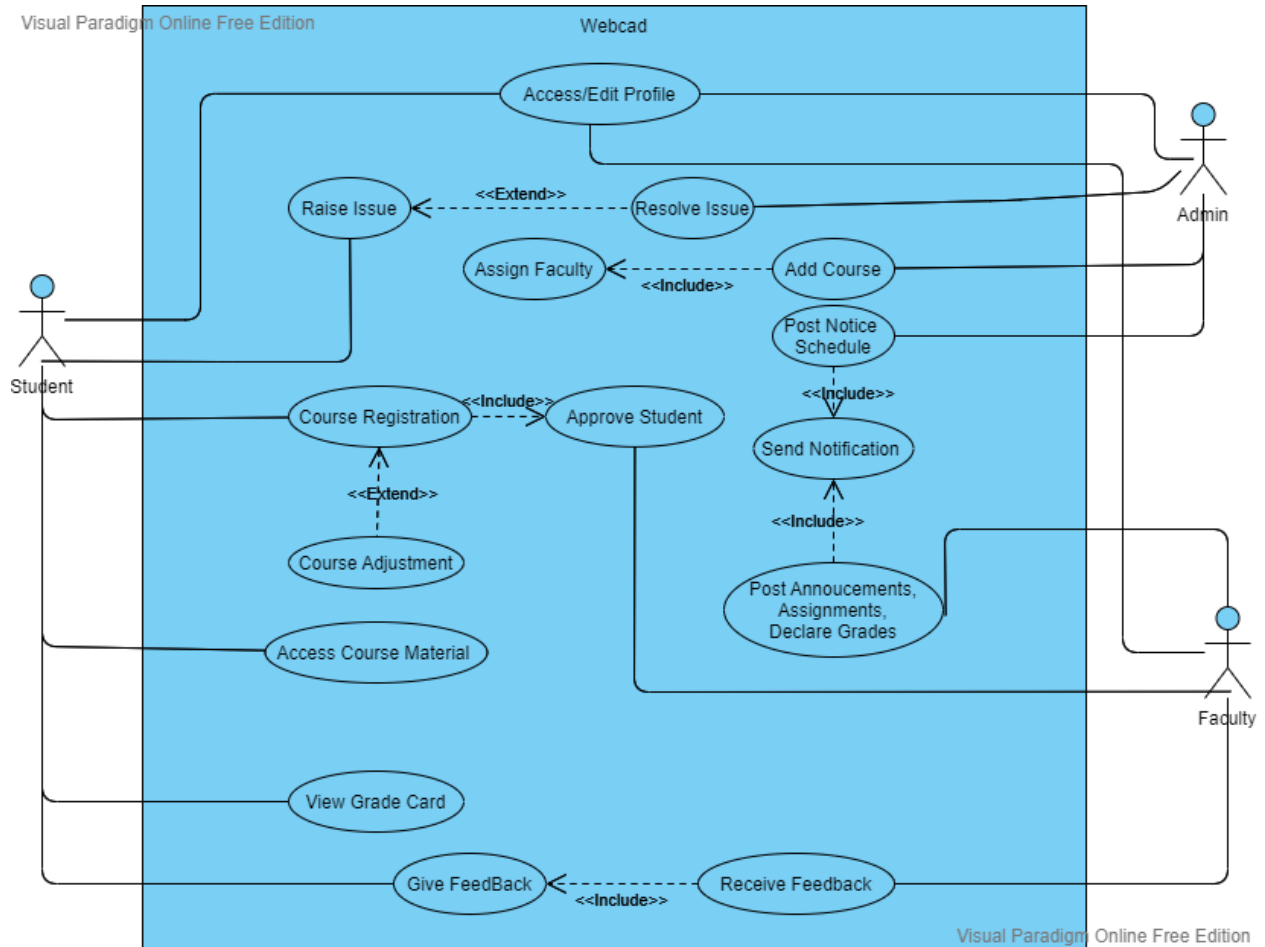 Visual Paradigm Online Free Edition
Webcad
Access/Edit Profile
<<Extend>>
Raise Issue
Resolve Issue
Admin
Assign Faculty
Add Course
<<Include>>
Post Notice
Schedule
Student
<<Include>>
<<Include>>
Course Registration
Approve Student
Send Notification
<<Extend>>
<<Include>>
Course Adjustment
Post Annoucements,
Assignments,
Declare Grades
Access Course Material
Faculty
View Grade Card
Give FeedBack
Receive Feedback
<<Include>>
Visual Paradigm Online Free Edition